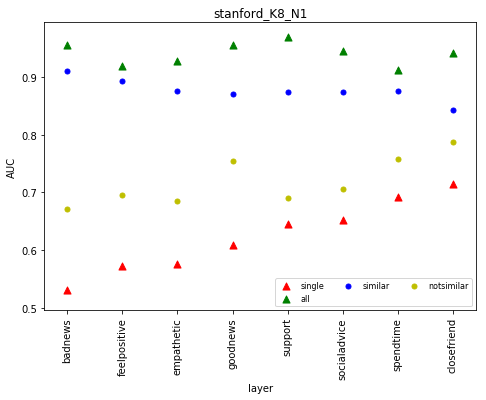 stanford_K8_N1
AUC
0.9
0.8
0.7
0.6
0.5
single
similar
notsimilar
all
badnews
feelpositive
empathetic
goodnews
support
socialadvice
spendtime
closefriend
layer